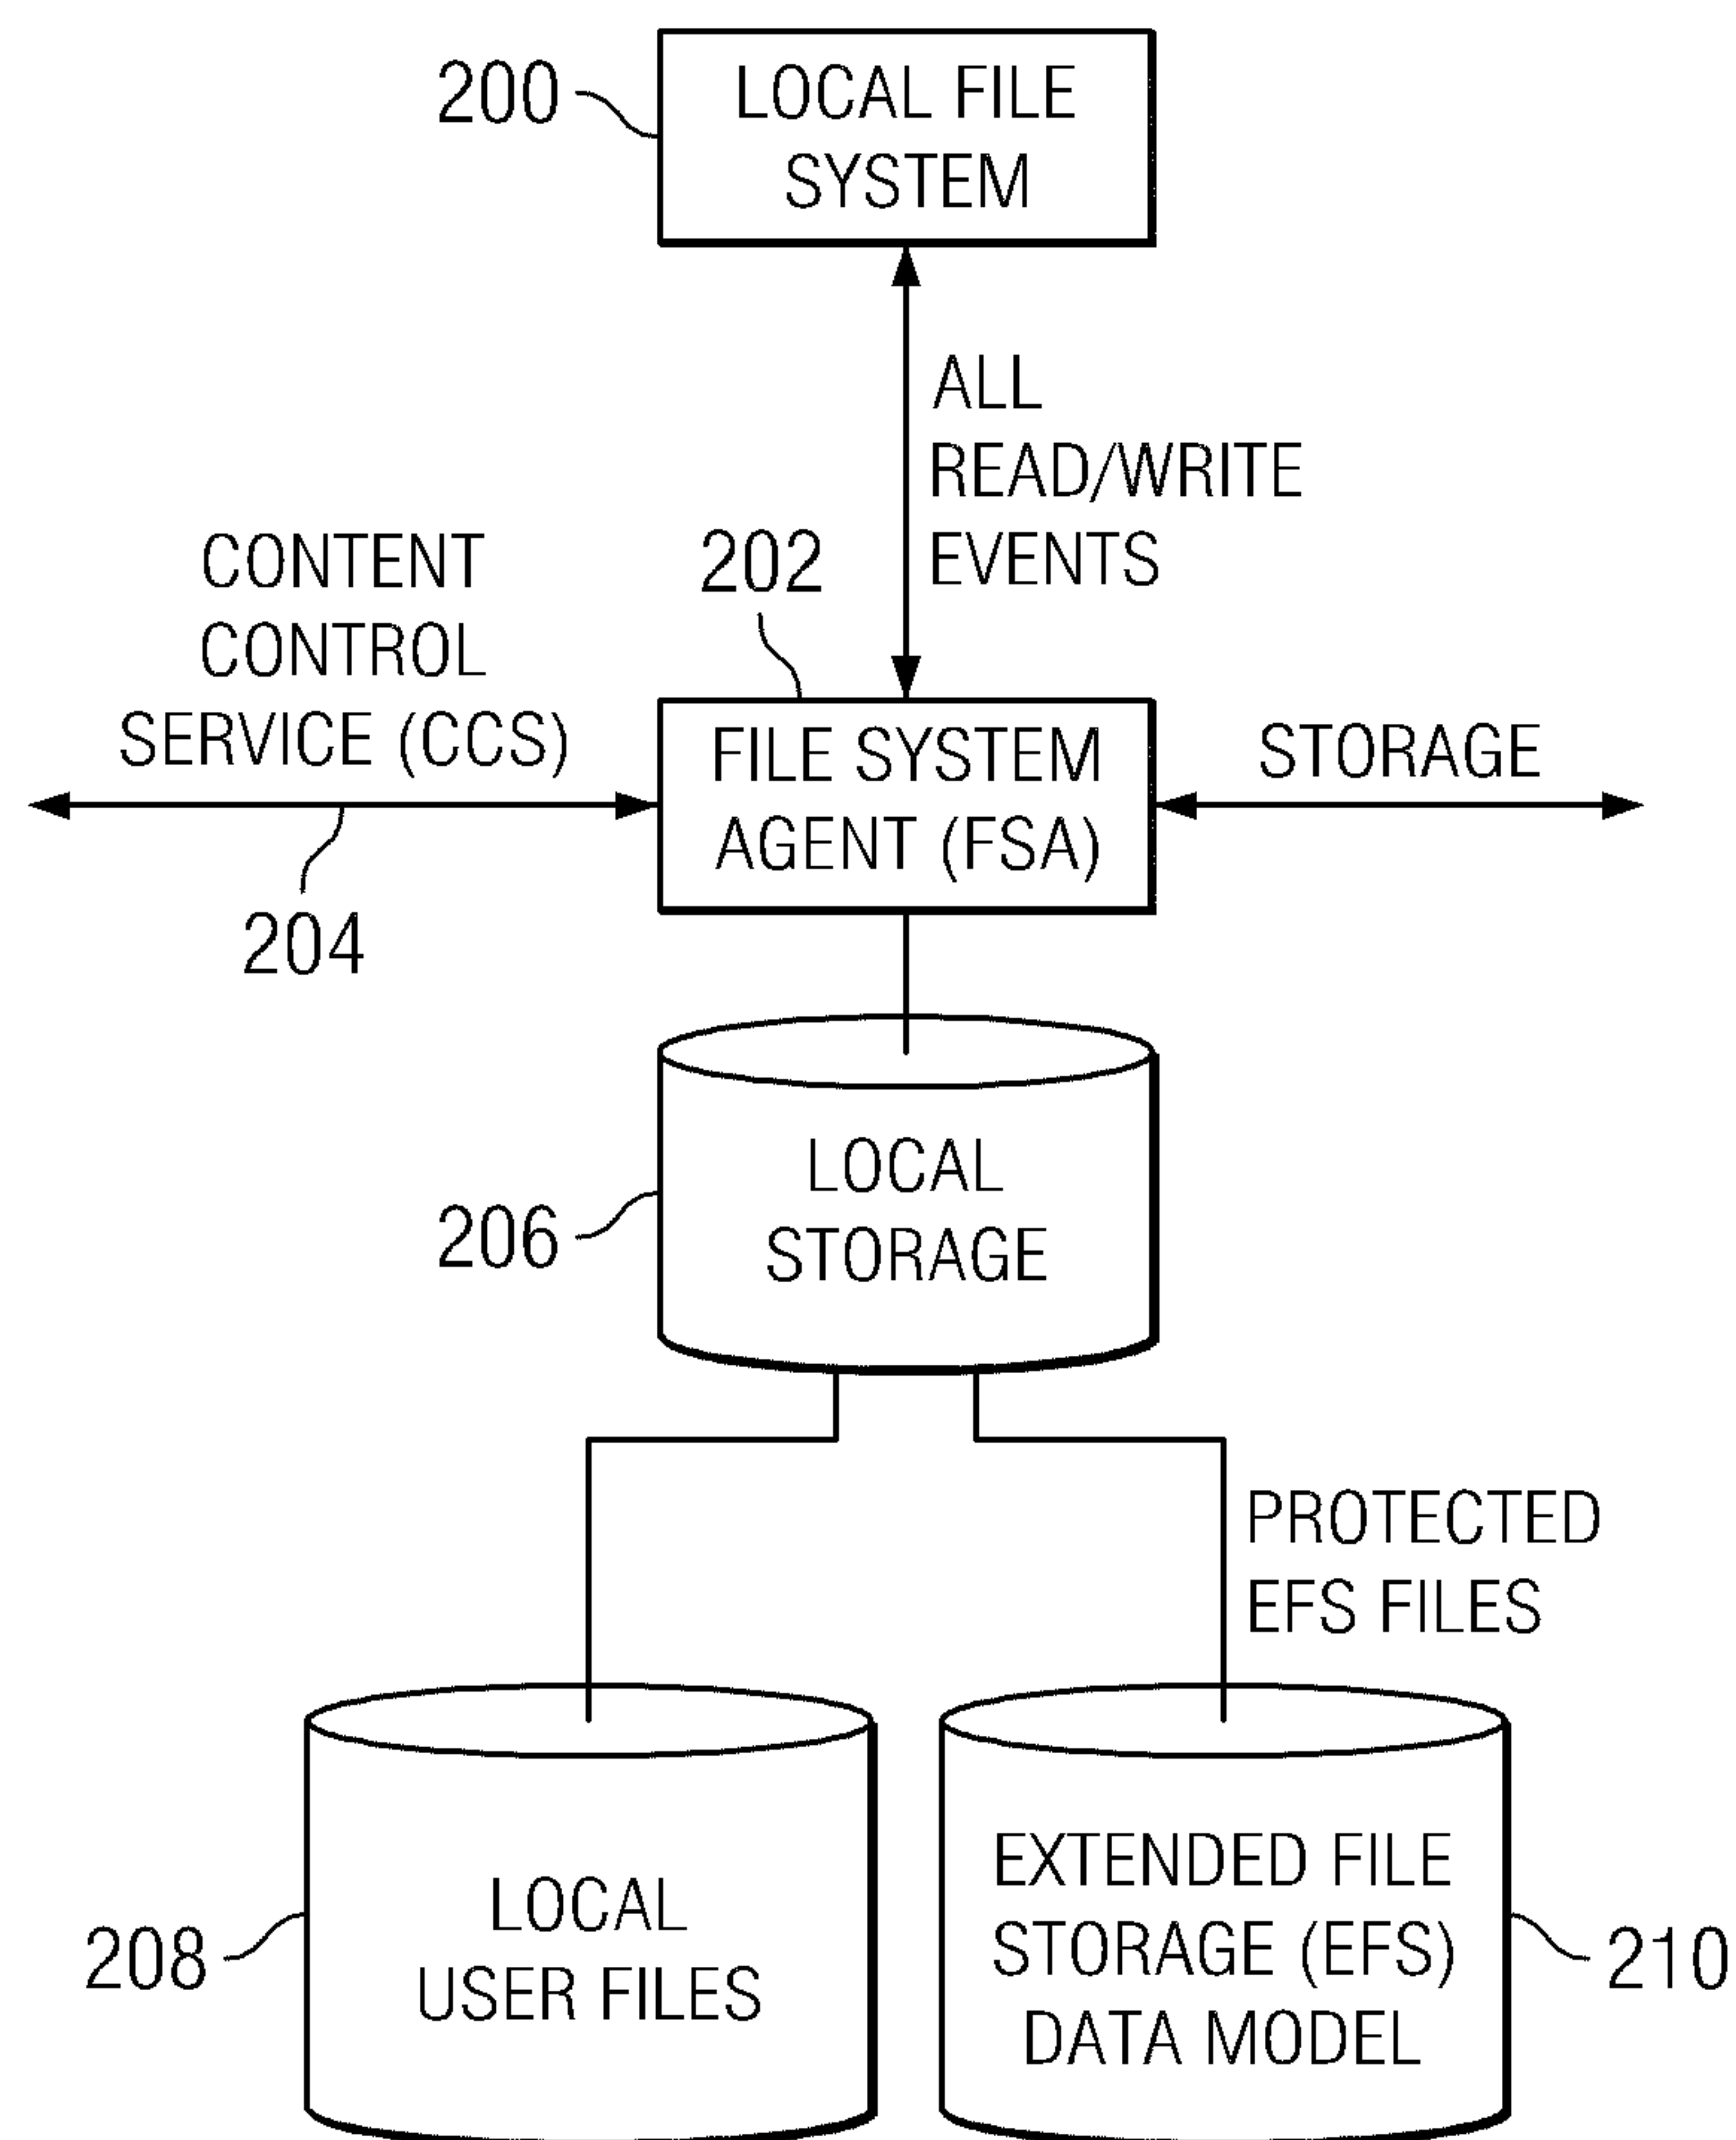 200
LOCAL FILE
SYSTEM
ALL
READ/WRITE
EVENTS
CONTENT
CONTROL
SERVICE (CCS)
202
FILE SYSTEM
AGENT (FSA)
STORAGE
204
LOCAL
STORAGE
206
PROTECTED
EFS FILES
LOCAL
USER FILES
208
EXTENDED FILE
STORAGE (EFS)
DATA MODEL
210